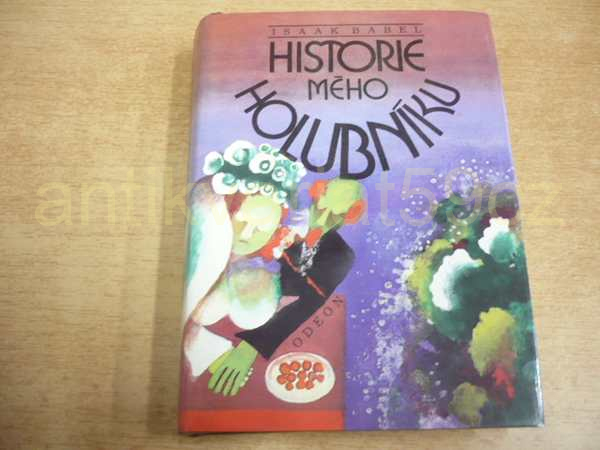 ISAAK BABEL
HISTORIE
MÉHO
HOLUBNÍKU
ODEON